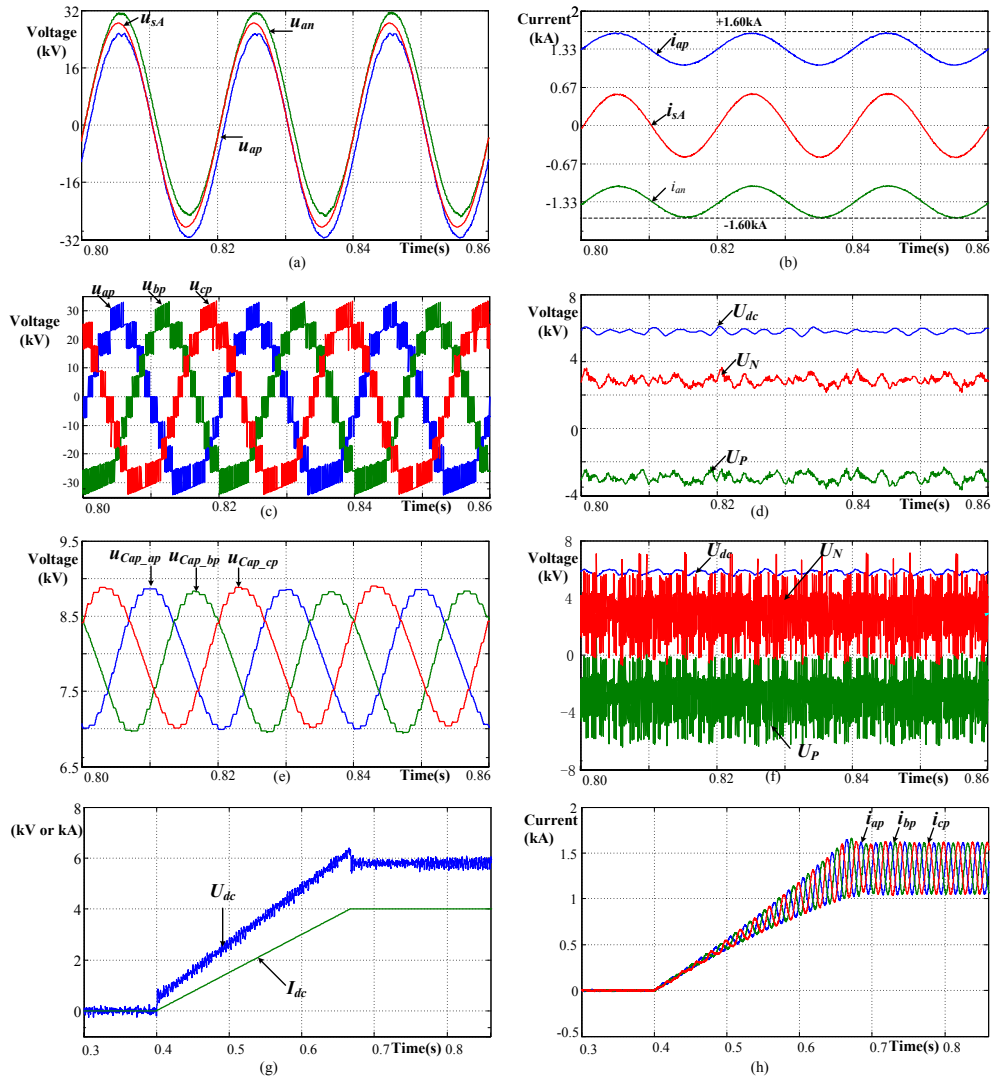 32
Voltage
(kV)
16
0
-16
-32
u_sA
u_an
u_ap
0.80
0.82
0.84
Time(s)
0.86
(a)
Current
(kA)
2
1.33
0.67
0
-0.67
-1.33
+1.60kA
i_ap
i_sA
i_an
-1.60kA
0.80
0.82
0.84
Time(s)
0.86
(b)
u_ap
u_bp
u_cp
Voltage
(kV)
30
20
10
0
-10
-20
-30
0.80
0.82
0.84
Time(s)
0.86
(c)
Voltage
(kV)
8
4
0
-4
U_dc
U_N
U_P
0.80
0.82
0.84
Time(s)
0.86
(d)
9.5
Voltage
(kV)
8.5
7.5
6.5
u_Cap_ap
u_Cap_bp
u_Cap_cp
0.80
0.82
0.84
Time(s)
0.86
(e)
Voltage
(kV)
8
4
0
-4
-8
U_dc
U_N
U_P
0.80
0.82
0.84
Time(s)
0.86
(f)
(kV or kA)
8
6
4
2
0
U_dc
I_dc
0.3
0.4
0.5
0.6
0.7
Time(s)
0.8
(g)
Current
(kA)
2
1.5
1
0.5
0
-0.5
i_ap
i_bp
i_cp
0.3
0.4
0.5
0.6
0.7
Time(s)
0.8
(h)